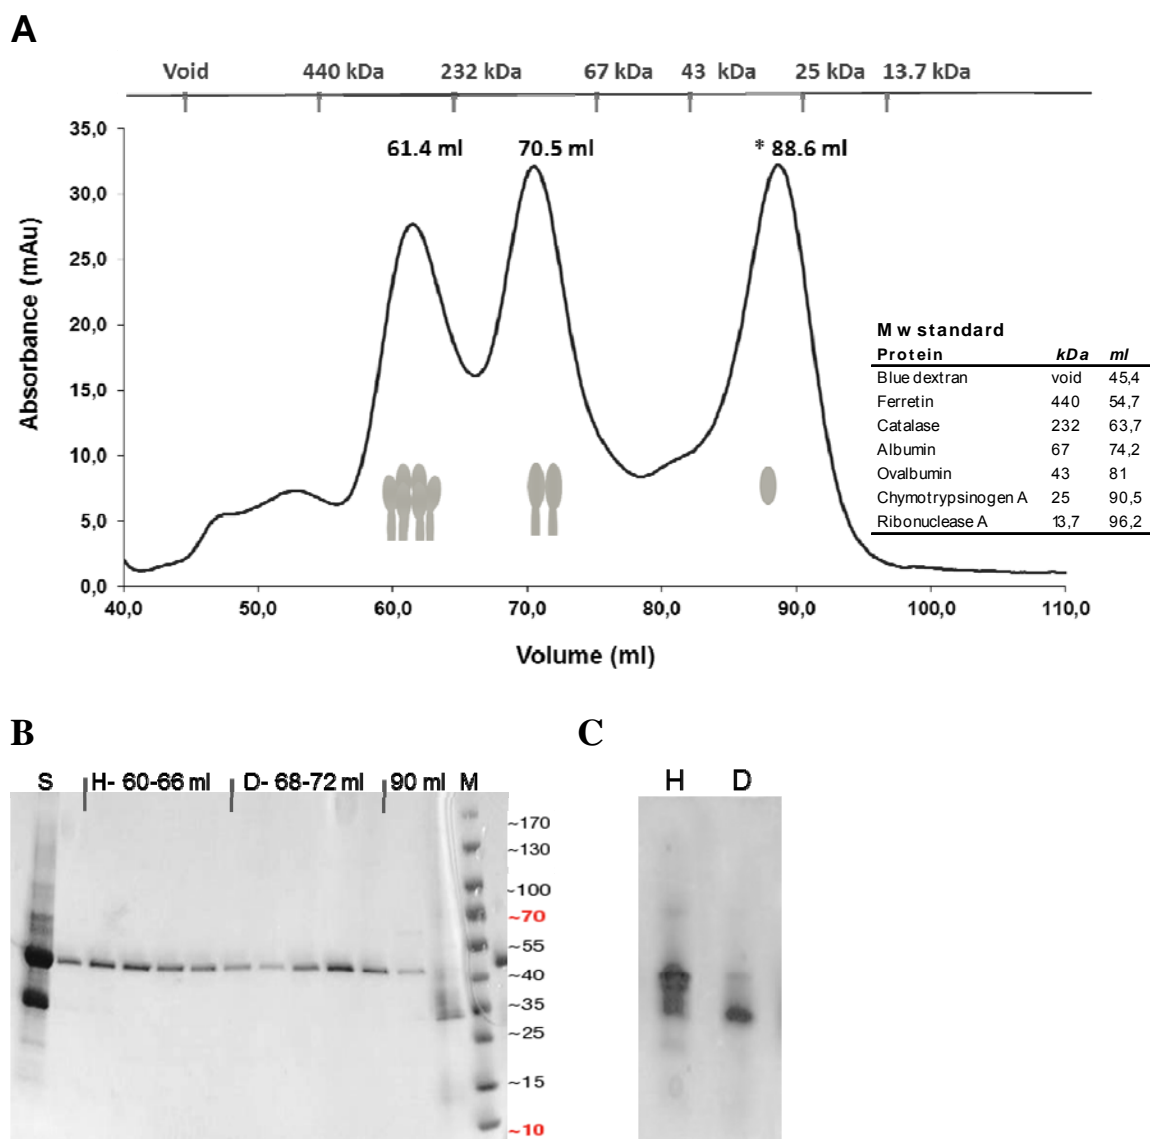 A
Void 440 kDa 232 kDa 67 kDa 43 kDa 25 kDa 13.7 kDa
35,0
61.4 ml 70.5 ml * 88.6 ml
30,0
25,0
20,0
15,0
10,0
5,0
0,0
Absorbance (mAu)
Mw standard
Protein kDa ml
Blue dextran void 45,4
Ferretin 440 54,7
Catalase 232 63,7
Albumin 67 74,2
Ovalbumin 43 81
Chymotrypsinogen A 25 90,5
Ribonuclease A 13,7 96,2
40,0 50,0 60,0 70,0 80,0 90,0 100,0 110,0
Volume (ml)
B
S H- 60-66 ml D- 68-72 ml 90 ml M
~170
~130
~100
~70
~55
~40
~35
~25
~15
~10
C
H D